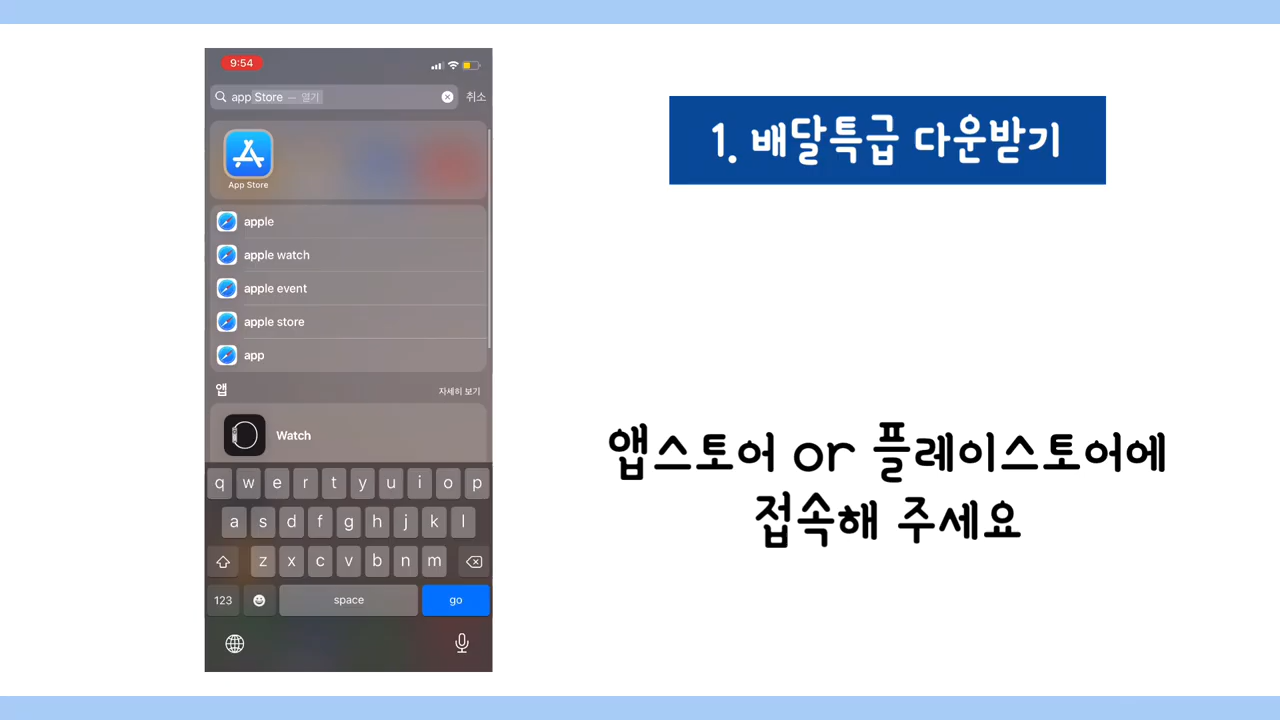 9:54
app Store — 열기
취소
App Store
apple
apple watch
apple event
apple store
app
앱
자세히 보기
Watch
q w e r t y u i o p
a s d f g h j k l
z x c v b n m
123
space
go
1. 배달특급 다운받기
앱스토어 or 플레이스토어에
접속해 주세요